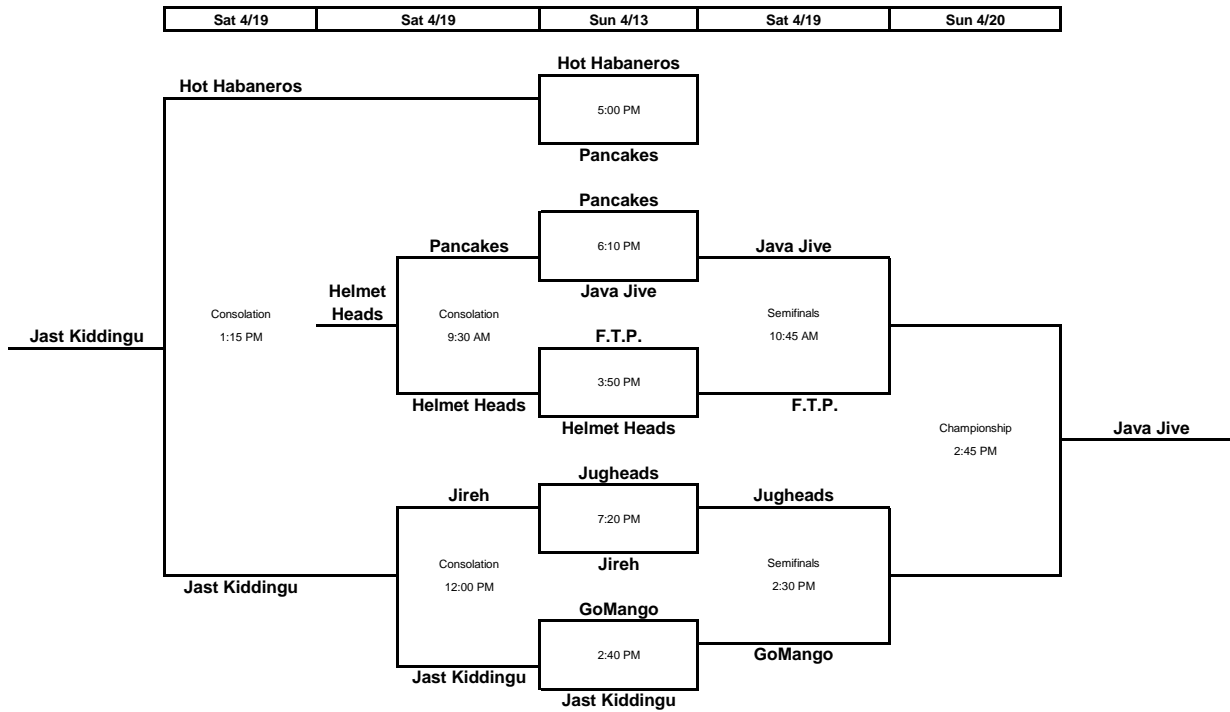 Sat 4/19 Sat 4/19 Sun 4/13 Sat 4/19 Sun 4/20
Hot Habaneros
Hot Habaneros
5:00 PM
Pancakes
Pancakes
Pancakes
6:10 PM
Java Jive
Java Jive
Helmet
Heads
Consolation
1:15 PM
Consolation
9:30 AM
Semifinals
10:45 AM
Jast Kiddingu
F.T.P.
3:50 PM
Helmet Heads
F.T.P.
Helmet Heads
Championship
2:45 PM
Java Jive
Jugheads
Jireh
Jugheads
7:20 PM
Jireh
Consolation
12:00 PM
Semifinals
2:30 PM
Jast Kiddingu
GoMango
2:40 PM
GoMango
Jast Kiddingu
Jast Kiddingu